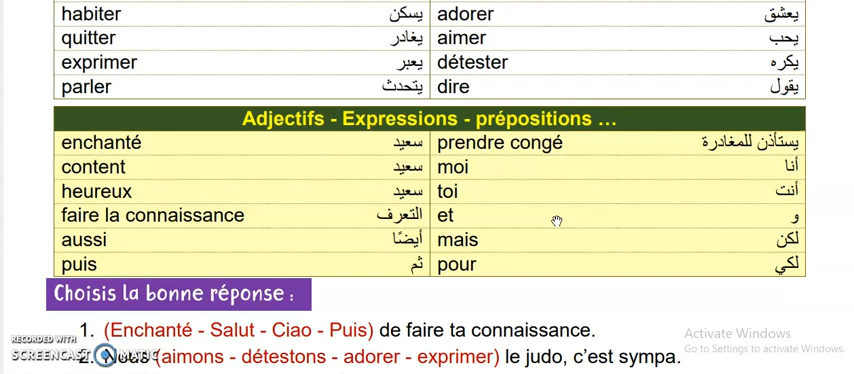 habiter يسكن adorer يعشق
quitter يغادر aimer يحب
exprimer يعبر détester يكره
parler يتحدث dire يقول
Adjectifs - Expressions - prépositions ...
enchanté سعيد prendre congé يستأذن للمغادرة
content سعيد moi أنا
heureux سعيد toi أنت
faire la connaissance التعرف et و
aussi أيضًا mais لكن
puis ثم pour لكي
Choisis la bonne réponse :
1. (Enchanté - Salut - Ciao - Puis) de faire ta connaissance.
2. Nous (aimons - détestons - adorer - exprimer) le judo, c'est sympa.
RECORDED WITH
SCREENCAST MATIC
Activate Windows
Go to Settings to activate Windows.